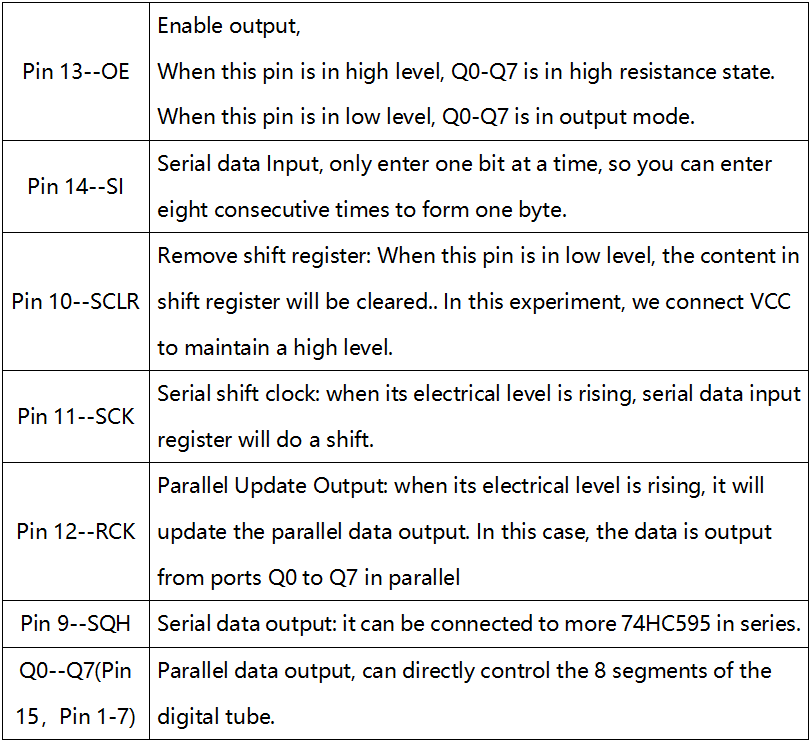 Pin 13--OE
Enable output,
When this pin is in high level, Q0-Q7 is in high resistance state.
When this pin is in low level, Q0-Q7 is in output mode.
Pin 14--SI
Serial data Input, only enter one bit at a time, so you can enter
eight consecutive times to form one byte.
Pin 10--SCLR
Remove shift register: When this pin is in low level, the content in
shift register will be cleared.. In this experiment, we connect VCC
to maintain a high level.
Pin 11--SCK
Serial shift clock: when its electrical level is rising, serial data input
register will do a shift.
Pin 12--RCK
Parallel Update Output: when its electrical level is rising, it will
update the parallel data output. In this case, the data is output
from ports Q0 to Q7 in parallel
Pin 9--SQH
Serial data output: it can be connected to more 74HC595 in series.
Q0--Q7(Pin
15，Pin 1-7)
Parallel data output, can directly control the 8 segments of the
digital tube.